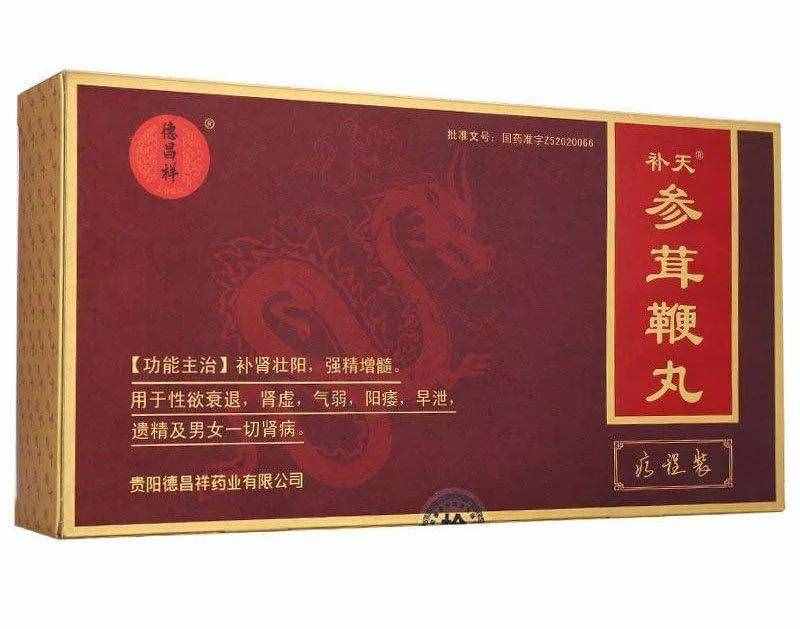 德昌祥®
批准文号：国药准字Z52020066
补天®
参茸鞭丸
【功能主治】补肾壮阳，强精增髓。
用于性欲衰退，肾虚，气弱，阳痿，早泄，
遗精及男女一切肾病。
疗程装
贵阳德昌祥药业有限公司